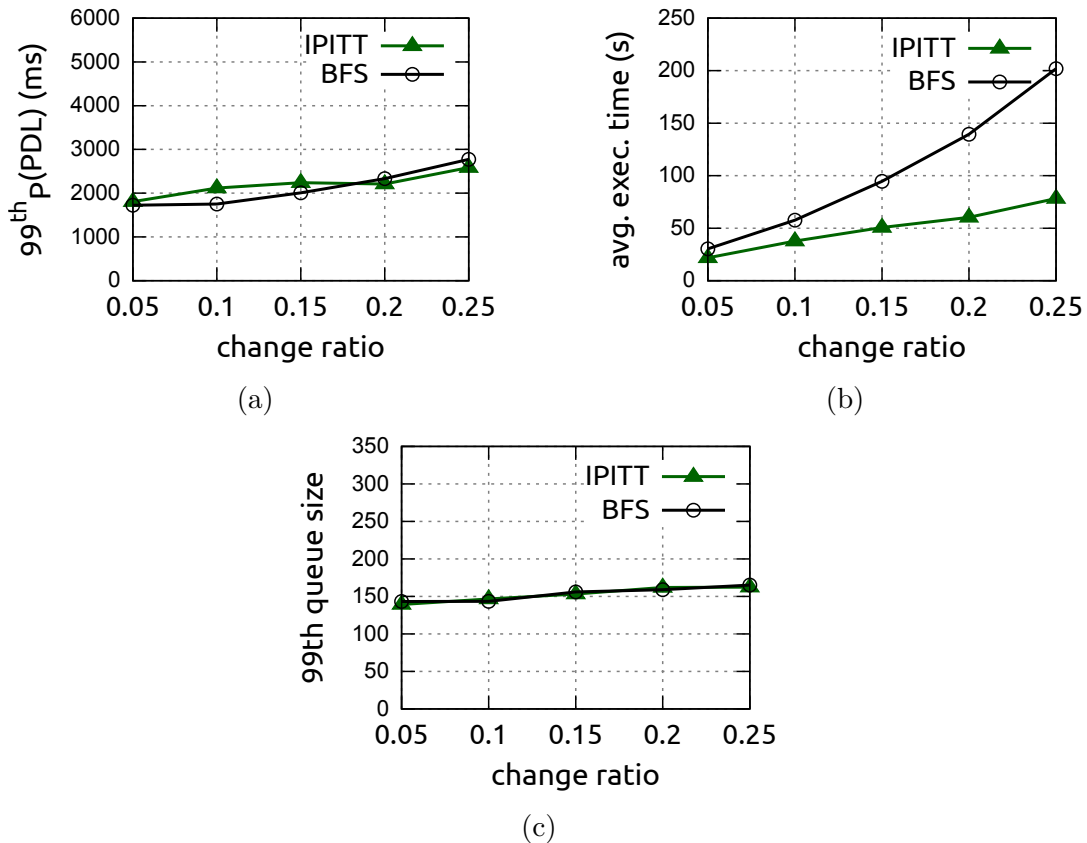 6000
5000
4000
3000
2000
1000
0
99th P(PDL) (ms)
IPITT
BFS
0.05 0.1 0.15 0.2 0.25
change ratio
(a)
250
200
150
100
50
0
avg. exec. time (s)
IPITT
BFS
0.05 0.1 0.15 0.2 0.25
change ratio
(b)
350
300
250
200
150
100
50
0
99th queue size
IPITT
BFS
0.05 0.1 0.15 0.2 0.25
change ratio
(c)